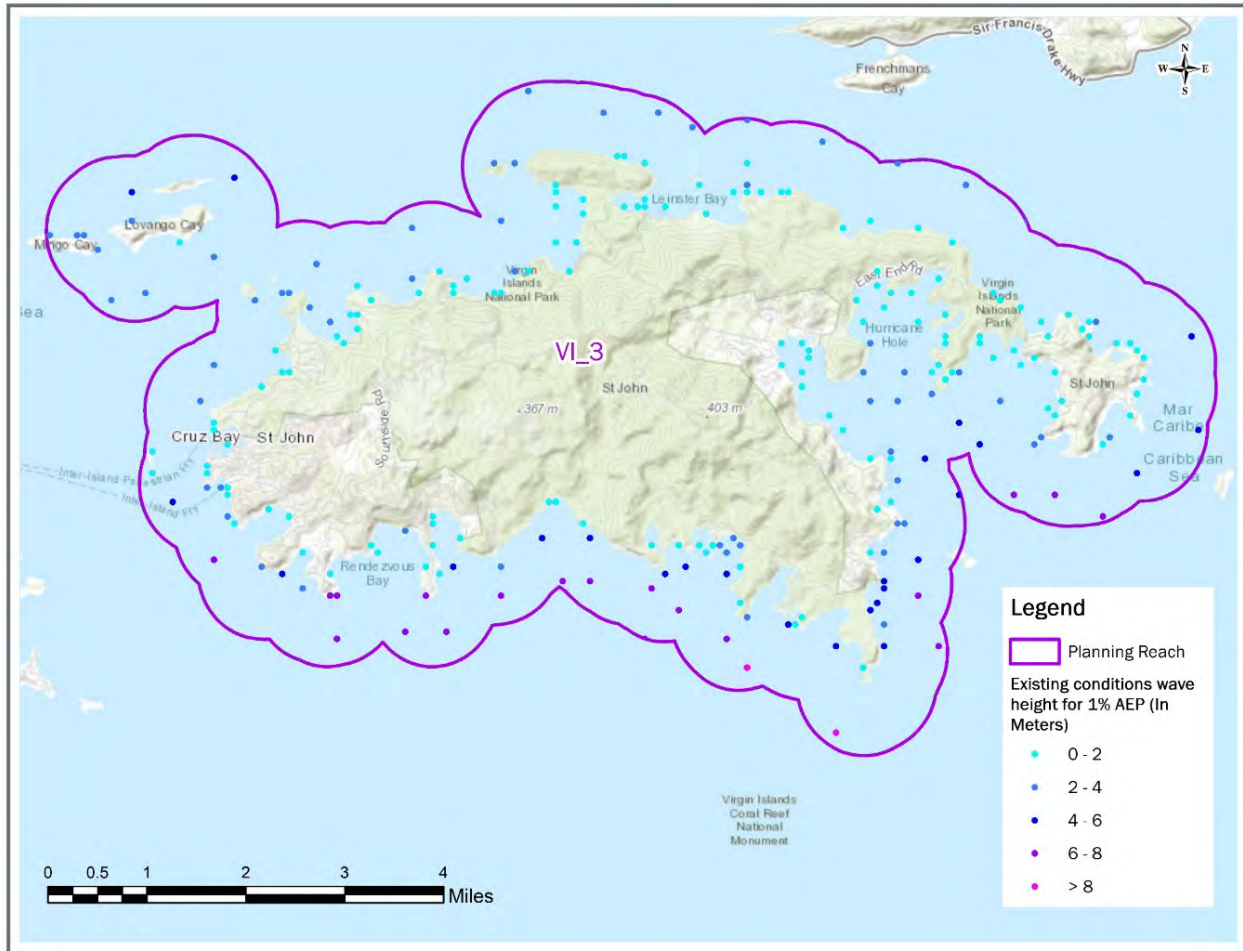 Sir Francis Drake Hwy
Frenchmans
Cay
N
W E
S
Leinster Bay
Lovango Cay
Mingo Cay
Virgin
Islands
National Park
East End Rd
Virgin
Islands
National
Park
Sea
Hurricane
Hole
VI_3
St John
St John
367 m
403 m
Mar
Caribe
Cruz Bay
St John
Caribbean
Sea
Inter-Island Pedestrian Fry
Inter-Island Fry
Rendezvous
Bay
Virgin Islands
Coral Reef
National
Monument
Legend
Planning Reach
Existing conditions wave
height for 1% AEP (In
Meters)
0 - 2
2 - 4
4 - 6
6 - 8
> 8
0 0.5 1 2 3 4
Miles